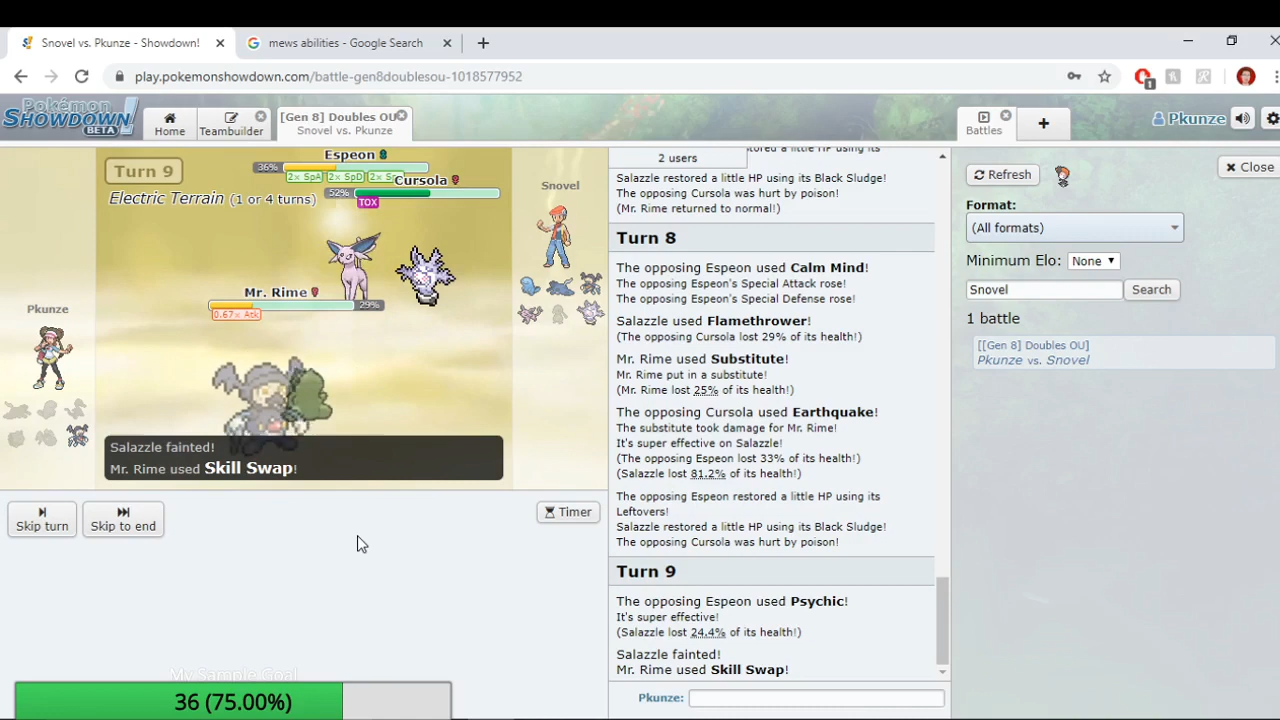 Snovel vs. Pkunze - Showdown!
mews abilities - Google Search
play.pokemonshowdown.com/battle-gen8doublesou-1018577952
1
Pokémon
SHOWDOWN!
BETA
Home
Teambuilder
[Gen 8] Doubles OU
Snovel vs. Pkunze
Battles
Pkunze
Turn 9
Electric Terrain (1 or 4 turns)
Espeon
36%
2× SpA 2× SpD 2× Sp
Cursola
52%
TOX
Mr. Rime
29%
0.67× Atk
Snovel
Pkunze
Salazzle fainted!
Mr. Rime used Skill Swap!
Skip turn
Skip to end
Timer
My Sample Goal
36 (75.00%)
2 users
Salazzle restored a little HP using its Black Sludge!
The opposing Cursola was hurt by poison!
(Mr. Rime returned to normal!)
Turn 8
The opposing Espeon used Calm Mind!
The opposing Espeon's Special Attack rose!
The opposing Espeon's Special Defense rose!
Salazzle used Flamethrower!
(The opposing Cursola lost 29% of its health!)
Mr. Rime used Substitute!
Mr. Rime put in a substitute!
(Mr. Rime lost 25% of its health!)
The opposing Cursola used Earthquake!
The substitute took damage for Mr. Rime!
It's super effective on Salazzle!
(The opposing Espeon lost 33% of its health!)
(Salazzle lost 81.2% of its health!)
The opposing Espeon restored a little HP using its
Leftovers!
Salazzle restored a little HP using its Black Sludge!
The opposing Cursola was hurt by poison!
Turn 9
The opposing Espeon used Psychic!
It's super effective!
(Salazzle lost 24.4% of its health!)
Salazzle fainted!
Mr. Rime used Skill Swap!
Pkunze:
Refresh
Close
Format:
(All formats)
Minimum Elo: None
Snovel
Search
1 battle
[[Gen 8] Doubles OU]
Pkunze vs. Snovel